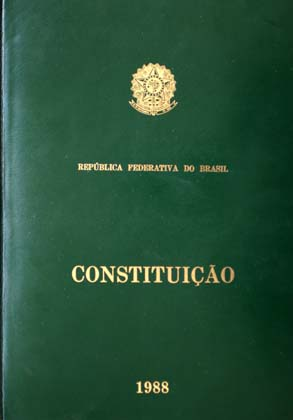 REPÚBLICA FEDERATIVA DO BRASIL
CONSTITUIÇÃO
1988